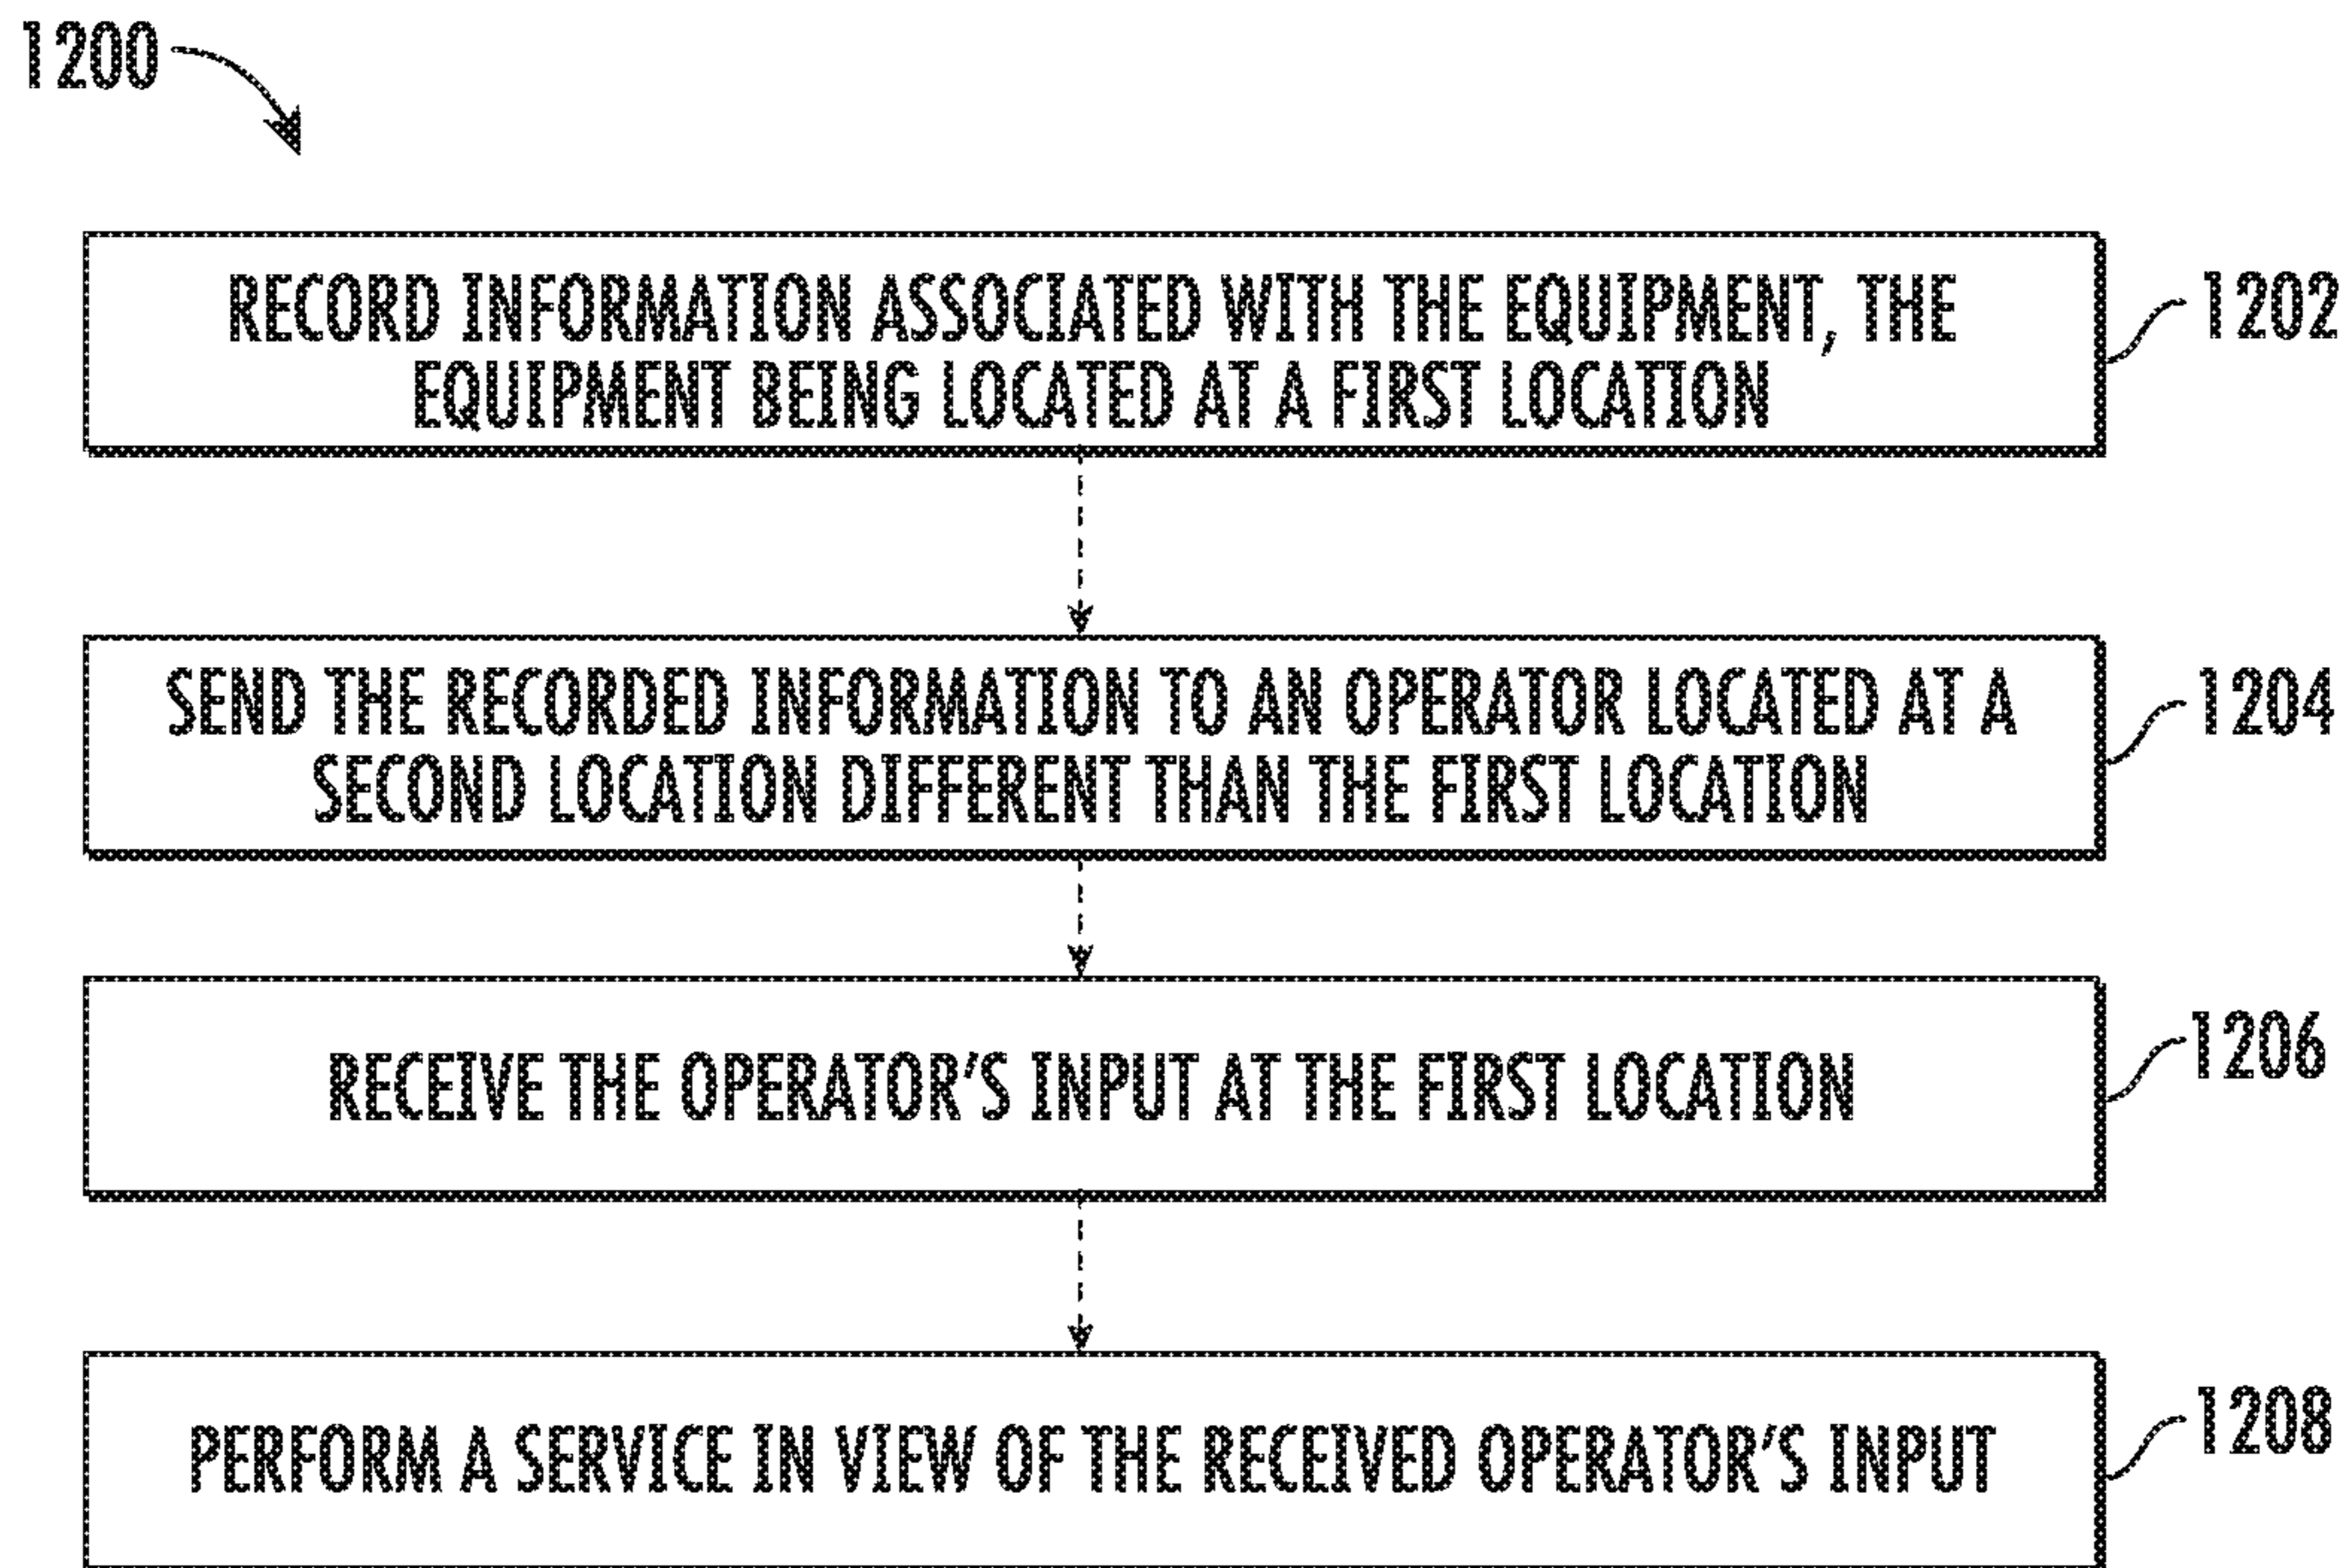 1200
RECORD INFORMATION ASSOCIATED WITH THE EQUIPMENT, THE
EQUIPMENT BEING LOCATED AT A FIRST LOCATION
1202
SEND THE RECORDED INFORMATION TO AN OPERATOR LOCATED AT A
SECOND LOCATION DIFFERENT THAN THE FIRST LOCATION
1204
RECEIVE THE OPERATOR'S INPUT AT THE FIRST LOCATION
1206
PERFORM A SERVICE IN VIEW OF THE RECEIVED OPERATOR'S INPUT
1208